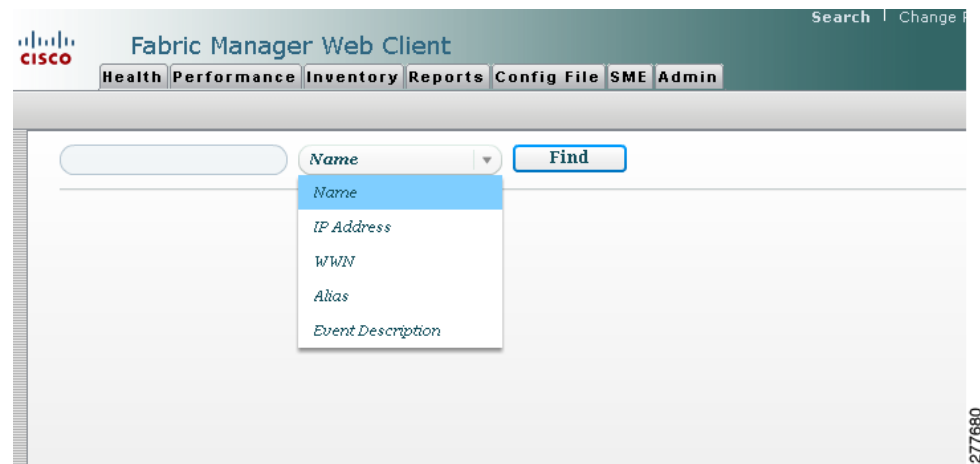 Search | Change
CISCO
Fabric Manager Web Client
Health Performance Inventory Reports Config File SME Admin
Name Find
Name
IP Address
WWN
Alias
Event Description
277680